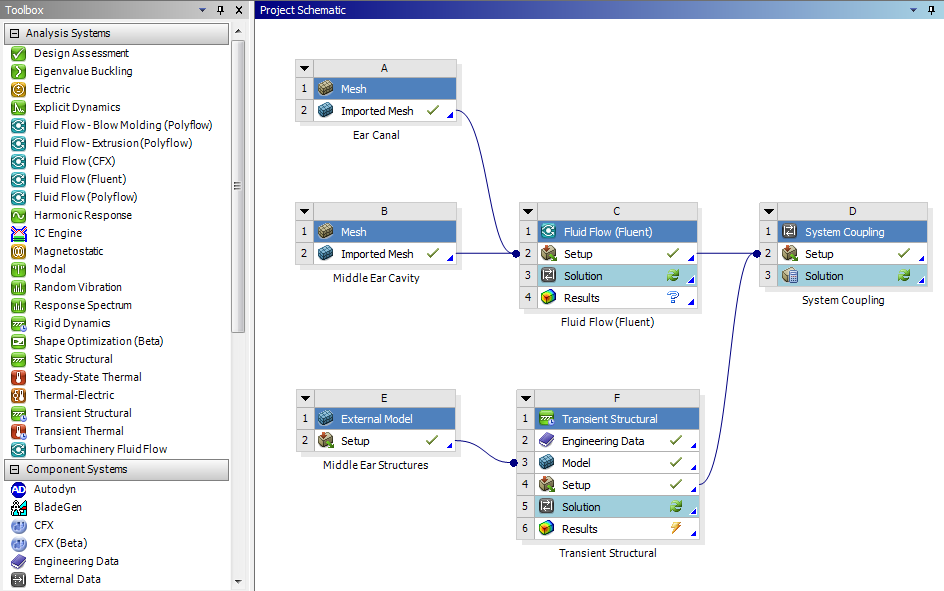 Toolbox
Analysis Systems
Design Assessment
Eigenvalue Buckling
Electric
Explicit Dynamics
Fluid Flow - Blow Molding (Polyflow)
Fluid Flow - Extrusion (Polyflow)
Fluid Flow (CFX)
Fluid Flow (Fluent)
Fluid Flow (Polyflow)
Harmonic Response
IC Engine
Magnetostatic
Modal
Random Vibration
Response Spectrum
Rigid Dynamics
Shape Optimization (Beta)
Static Structural
Steady-State Thermal
Thermal-Electric
Transient Structural
Transient Thermal
Turbomachinery Fluid Flow
Component Systems
AD Autodyn
BladeGen
CFX
CFX (Beta)
Engineering Data
External Data
Project Schematic
A
1 Mesh
2 Imported Mesh
Ear Canal
B
1 Mesh
2 Imported Mesh
Middle Ear Cavity
C
1 Fluid Flow (Fluent)
2 Setup
3 Solution
4 Results ?
Fluid Flow (Fluent)
D
1 System Coupling
2 Setup
3 Solution
System Coupling
E
1 External Model
2 Setup
Middle Ear Structures
F
1 Transient Structural
2 Engineering Data
3 Model
4 Setup
5 Solution
6 Results
Transient Structural